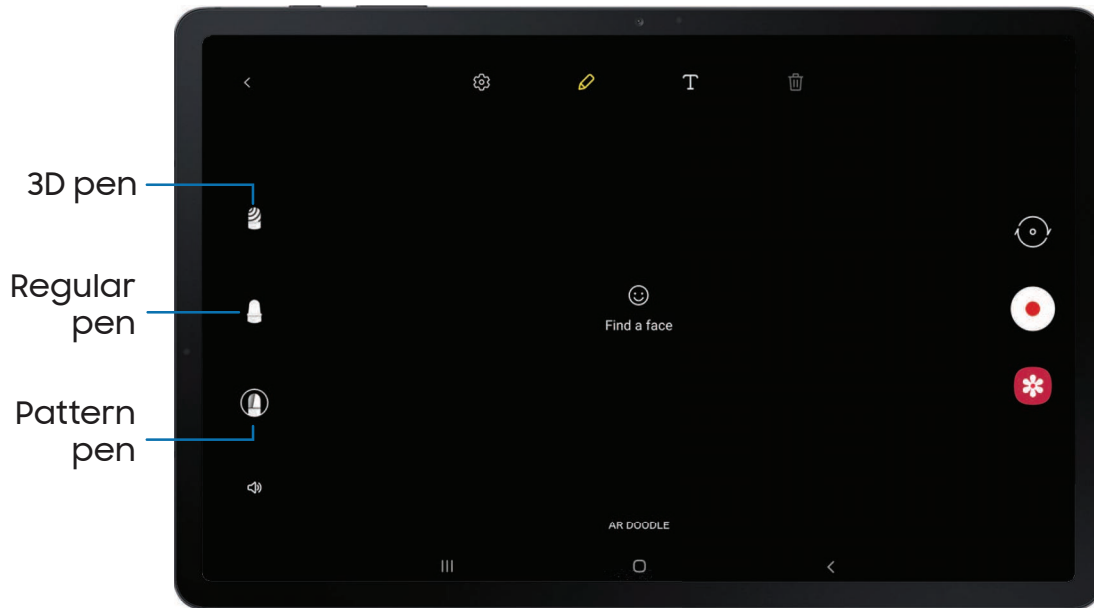 3D pen
Regular
pen
Find a face
Pattern
pen
AR DOODLE